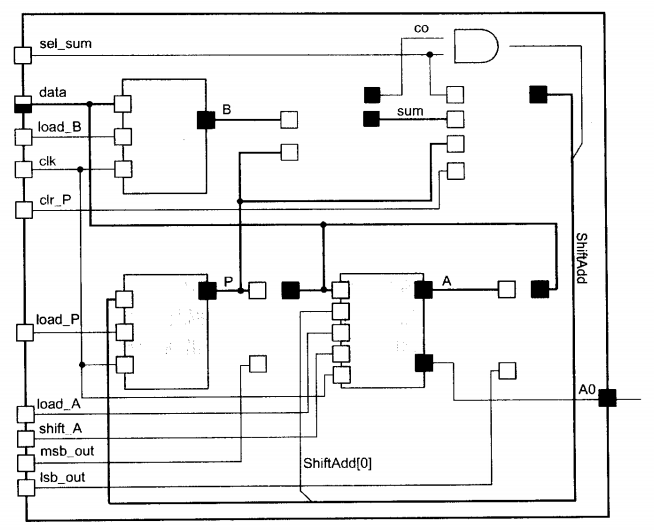 co
sel_sum
data
B
sum
load_B
clk
clr_P
ShiftAdd
P
A
load_P
A0
load_A
shift_A
msb_out
ShiftAdd[0]
lsb_out